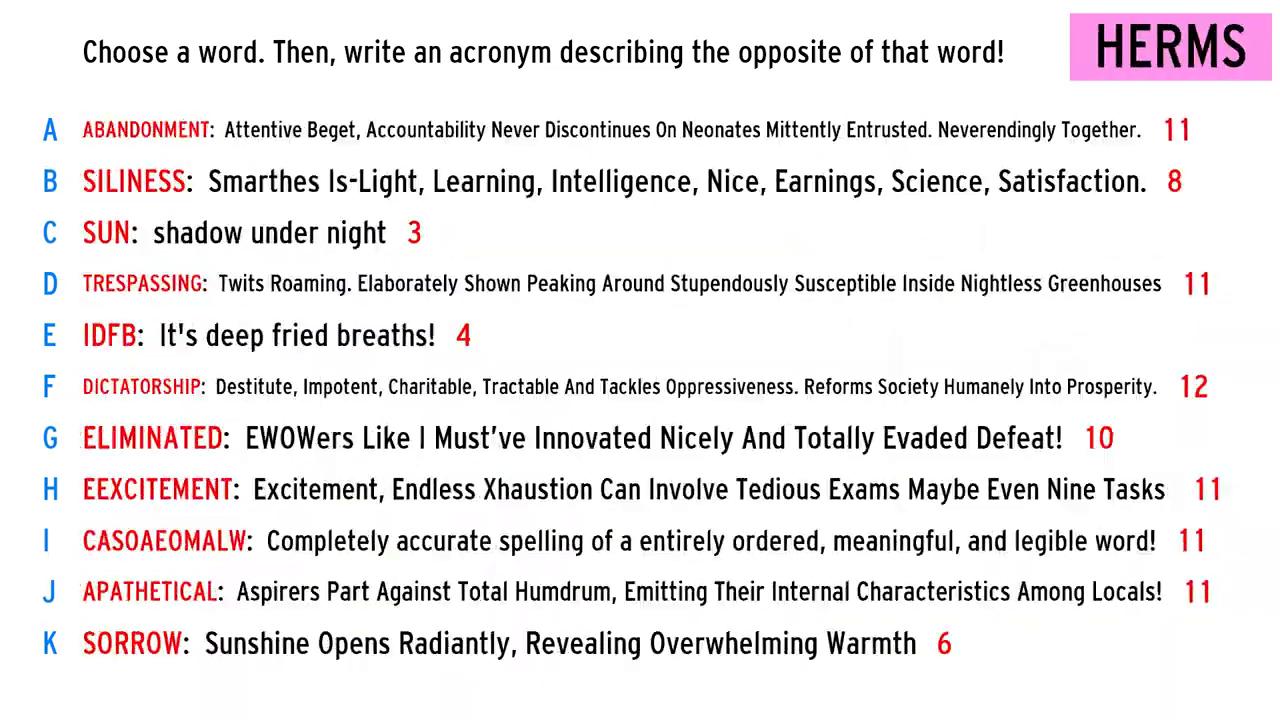 Choose a word. Then, write an acronym describing the opposite of that word!
HERMS
A ABANDONMENT: Attentive Beget, Accountability Never Discontinues On Neonates Mittently Entrusted. Neverendingly Together. 11
B SILINESS: Smarthes Is-Light, Learning, Intelligence, Nice, Earnings, Science, Satisfaction. 8
C SUN: shadow under night 3
D TRESPASSING: Twits Roaming. Elaborately Shown Peaking Around Stupendously Susceptible Inside Nightless Greenhouses 11
E IDFB: It's deep fried breaths! 4
F DICTATORSHIP: Destitute, Impotent, Charitable, Tractable And Tackles Oppressiveness. Reforms Society Humanely Into Prosperity. 12
G ELIMINATED: EWOWers Like I Must’ve Innovated Nicely And Totally Evaded Defeat! 10
H EEXCITEMENT: Excitement, Endless Xhaustion Can Involve Tedious Exams Maybe Even Nine Tasks 11
I CASOAEOMALW: Completely accurate spelling of a entirely ordered, meaningful, and legible word! 11
J APATHETICAL: Aspirers Part Against Total Humdrum, Emitting Their Internal Characteristics Among Locals! 11
K SORROW: Sunshine Opens Radiantly, Revealing Overwhelming Warmth 6